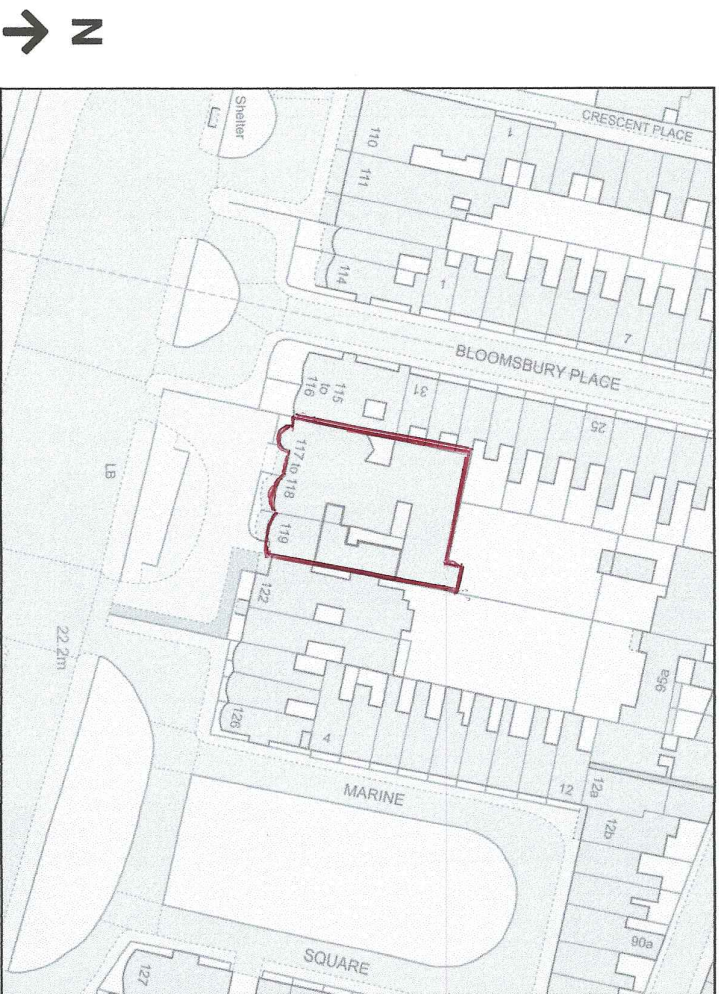 N
CRESCENT PLACE
Shelter
110
1
111
114
1
7
BLOOMSBURY PLACE
115
to
116
31
25
117 to 118
119
LB
122
22.2m
95a
126
4
12
12a
12b
MARINE
90a
SQUARE
127